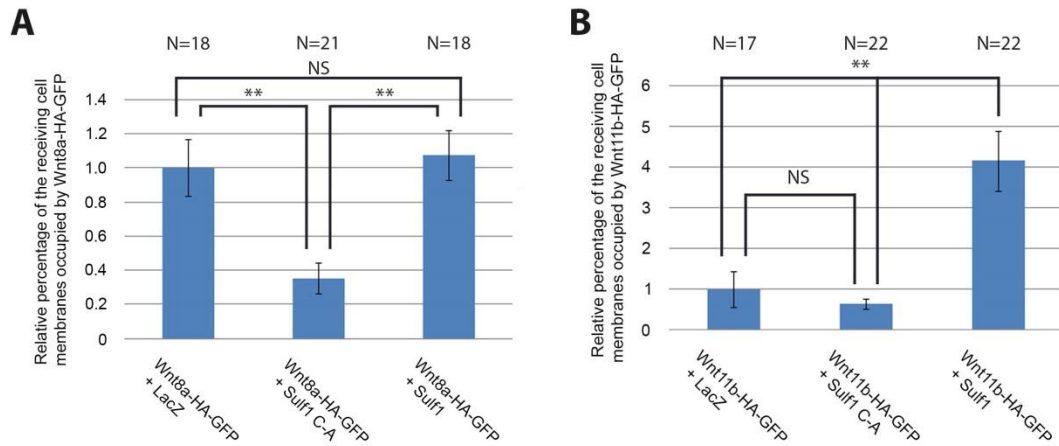 A
N=18 N=21 N=18
NS
** **
Relative percentage of the receiving cell
membranes occupied by Wnt8a-HA-GFP
1.4
1.2
1.0
0.8
0.6
0.4
0.2
0
Wnt8a-HA-GFP
+ LacZ
Wnt8a-HA-GFP
+ Sulf1 C-A
Wnt8a-HA-GFP
+ Sulf1
B
N=17 N=22 N=22
**
NS
Relative percentage of the receiving cell
membranes occupied by Wnt11b-HA-GFP
6
5
4
3
2
1
0
Wnt11b-HA-GFP
+ LacZ
Wnt11b-HA-GFP
+ Sulf1 C-A
Wnt11b-HA-GFP
+ Sulf1